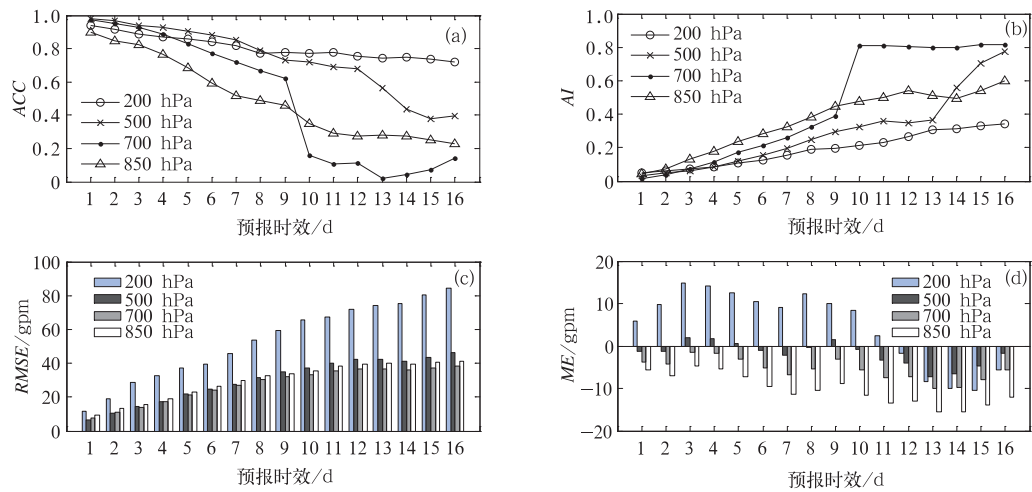 1.0
0.8
0.6
0.4
0.2
0
ACC
(a)
200 hPa
500 hPa
700 hPa
850 hPa
1 2 3 4 5 6 7 8 9 10 11 12 13 14 15 16
预报时效/d
1.0
0.8
0.6
0.4
0.2
0
AI
(b)
200 hPa
500 hPa
700 hPa
850 hPa
1 2 3 4 5 6 7 8 9 10 11 12 13 14 15 16
预报时效/d
100
80
60
40
20
0
RMSE/gpm
(c)
200 hPa
500 hPa
700 hPa
850 hPa
1 2 3 4 5 6 7 8 9 10 11 12 13 14 15 16
预报时效/d
20
10
0
−10
−20
ME/gpm
(d)
200 hPa
500 hPa
700 hPa
850 hPa
1 2 3 4 5 6 7 8 9 10 11 12 13 14 15 16
预报时效/d